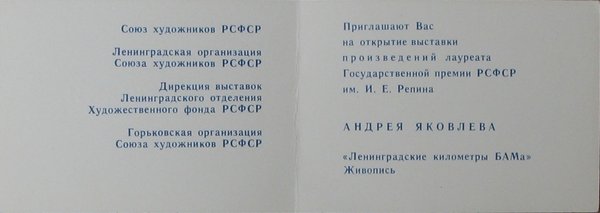 Союз художников РСФСР
Ленинградская организация
Союза художников РСФСР
Дирекция выставок
Ленинградского отделения
Художественного фонда РСФСР
Горьковская организация
Союза художников РСФСР
Приглашают Вас
на открытие выставки
произведений лауреата
Государственной премии РСФСР
им. И. Е. Репина
АНДРЕЯ ЯКОВЛЕВА
«Ленинградские километры БАМа»
Живопись